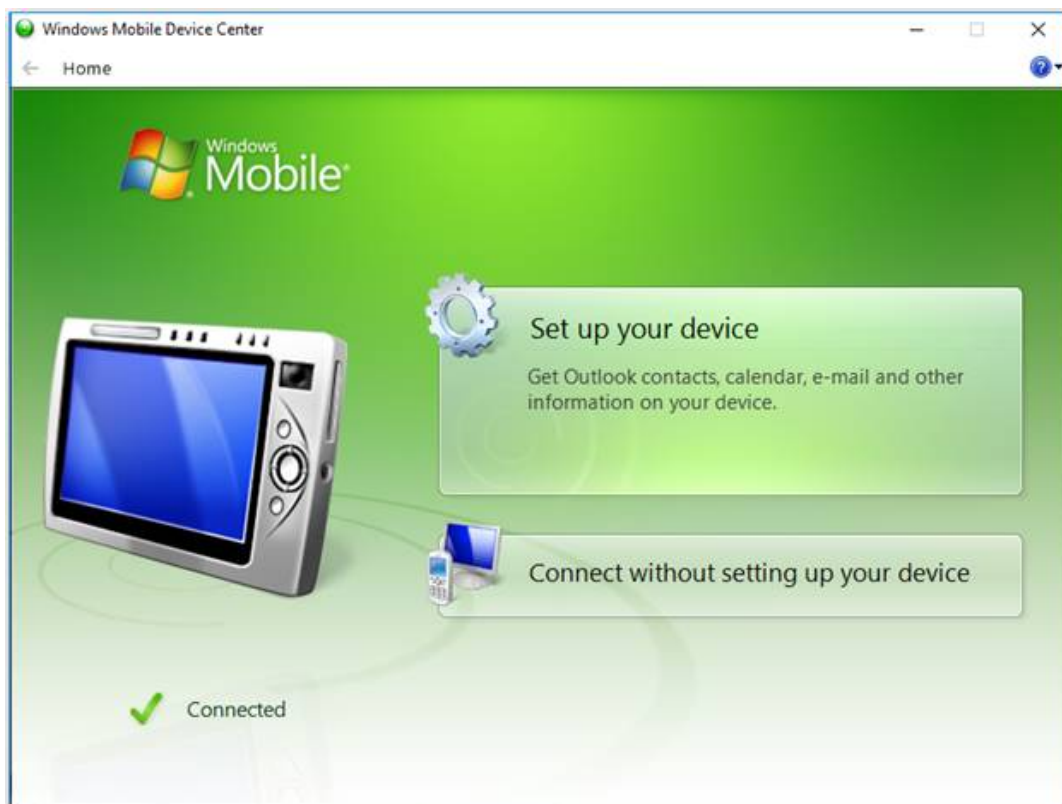 Windows Mobile Device Center
Home
Windows
Mobile
Set up your device
Get Outlook contacts, calendar, e-mail and other
information on your device.
Connect without setting up your device
Connected